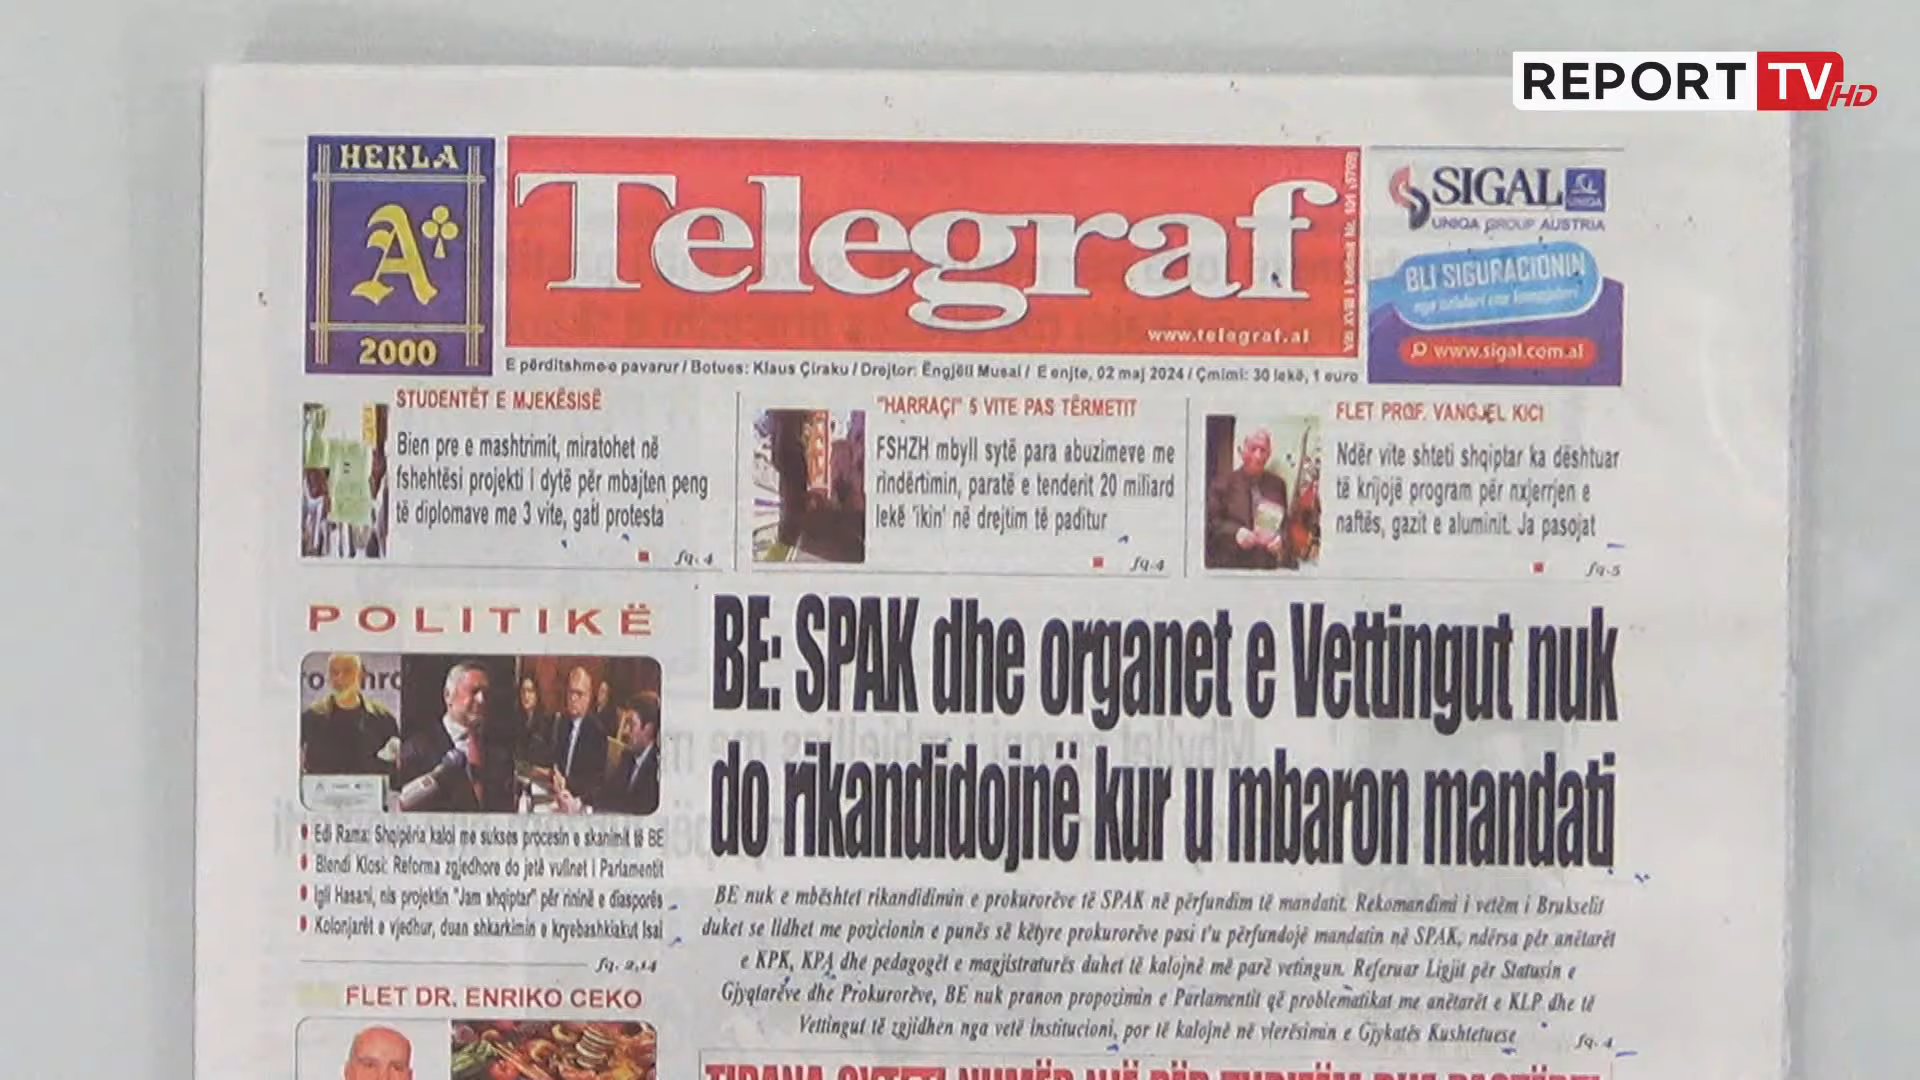 REPORT TV HD
HEKLA
A
2000
Telegraf
www.telegraf.al
SIGAL
UNIQA
UNIQA GROUP AUSTRIA
BLI SIGURACIONIN
www.sigal.com.al
E përditshme e pavarur / Botues: Klaus Çiraku / Drejtor: Ëngjëll Musai / E enjte, 02 maj 2024 / Çmimi: 30 lekë, 1 euro
STUDENTËT E MJEKËSISË
Bien pre e mashtrimit, miratohet në
fshehtësi projekti i dytë për mbajten peng
të diplomave me 3 vite, gati protesta
fq. 4
"HARRAÇI" 5 VITE PAS TËRMETIT
FSHZH mbyll sytë para abuzimeve me
rindërtimin, paratë e tenderit 20 miliard
lekë 'ikin' në drejtim të paditur
fq.4
FLET PROF. VANGJEL KICI
Ndër vite shteti shqiptar ka dështuar
të krijojë program për nxjerrjen e
naftës, gazit e aluminit. Ja pasojat
fq.5
POLITIKË
Edi Rama: Shqipëria kaloi me sukses procesin e skanimit të BE
Blendi Klosi: Reforma zgjedhore do jetë vullnet i Parlamentit
Igli Hasani, nis projektin "Jam shqiptar" për rininë e diasporës
Kolonjarët e vjedhur, duan shkarkimin e kryebashkiakut Isai
fq. 2,14
FLET DR. ENRIKO CEKO
BE: SPAK dhe organet e Vettingut nuk
do rikandidojnë kur u mbaron mandati
BE nuk e mbështet rikandidimin e prokurorëve të SPAK në përfundim të mandatit. Rekomandimi i vetëm i Brukselit
duket se lidhet me pozicionin e punës së këtyre prokurorëve pasi t'u përfundojë mandatin në SPAK, ndërsa për anëtarët
e KPK, KPA dhe pedagogët e magjistraturës duhet të kalojnë më parë vetingun. Referuar Ligjit për Statusin e
Gjyqtarëve dhe Prokurorëve, BE nuk pranon propozimin e Parlamentit që problematikat me anëtarët e KLP dhe të
Vettingut të zgjidhen nga vetë institucioni, por të kalojnë në vlerësimin e Gjykatës Kushtetuese
fq. 4